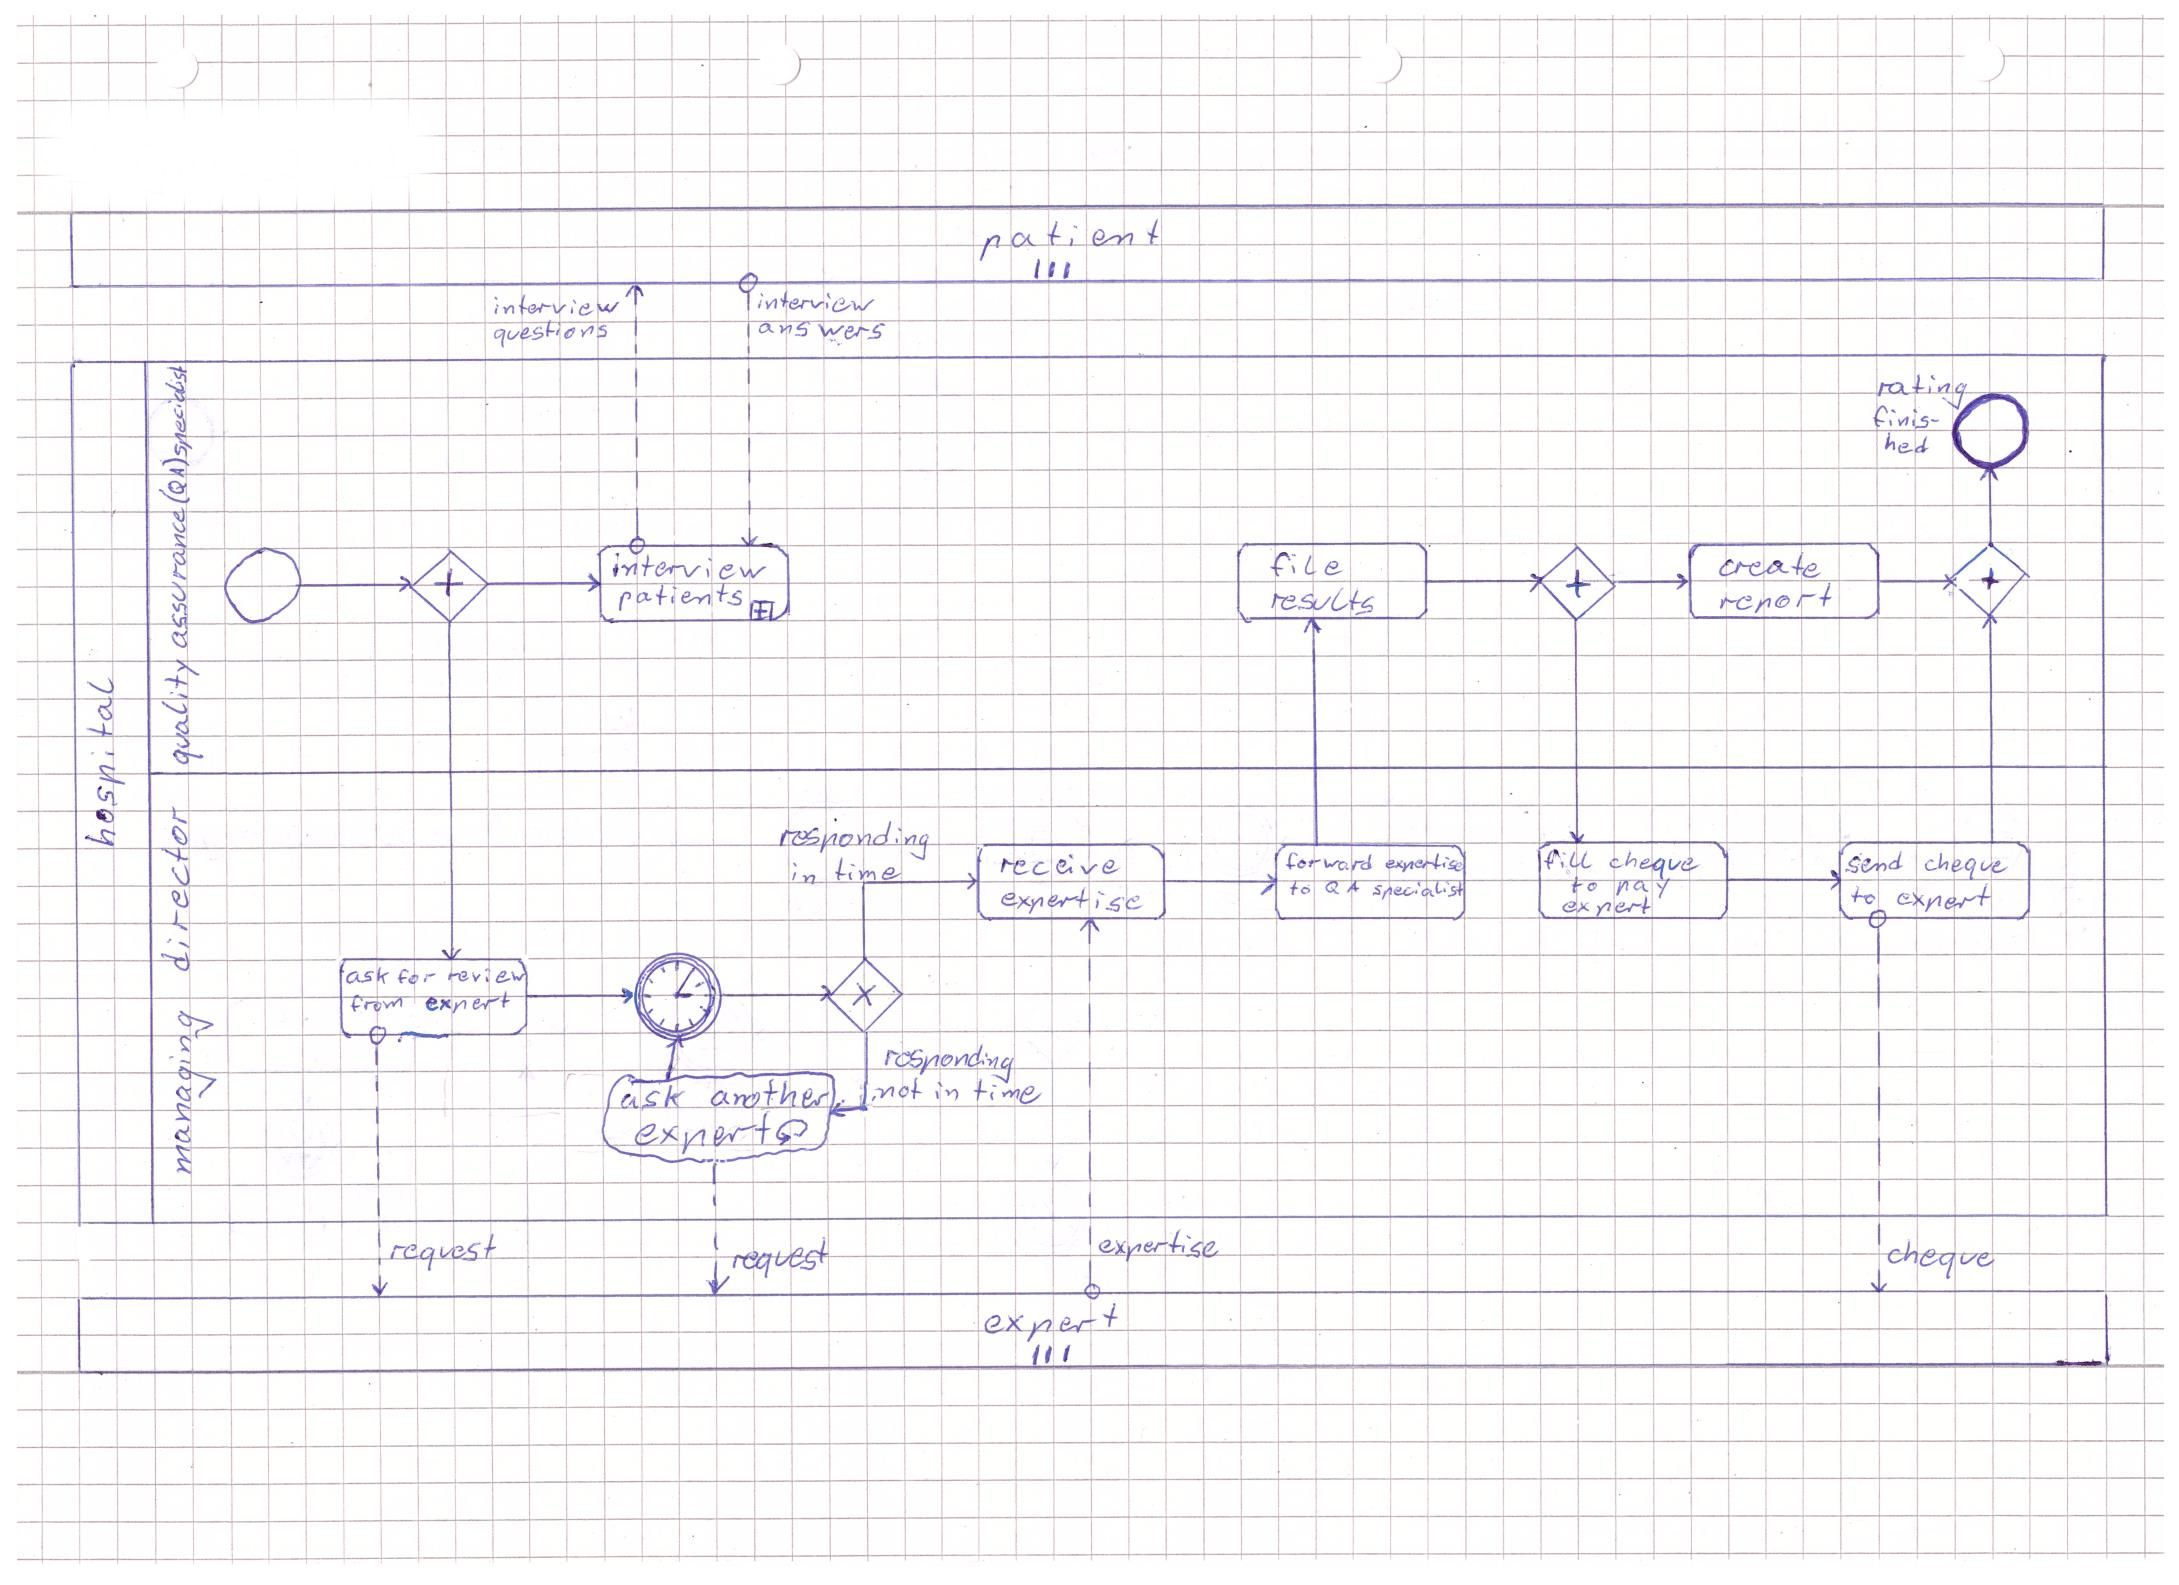 patient
interview
questions
interview
answers
hospital
quality assurance (QA) specialist
managing director
rating
finis-
hed
interview
patients
file
results
create
report
responding
in time
receive
expertise
forward expertise
to QA specialist
fill cheque
to pay
expert
send cheque
to expert
ask for review
from expert
responding
not in time
ask another
expert
request
request
expertise
cheque
expert